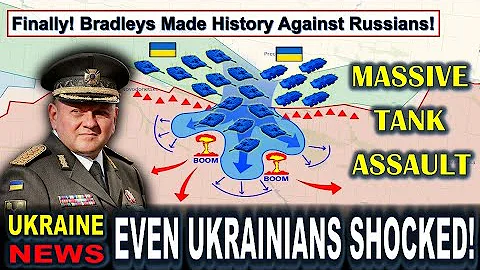 Finally! Bradleys Made History Against Russians!
MASSIVE
TANK
ASSAULT
BOOM
BOOM
UKRAINE
NEWS
EVEN UKRAINIANS SHOCKED!